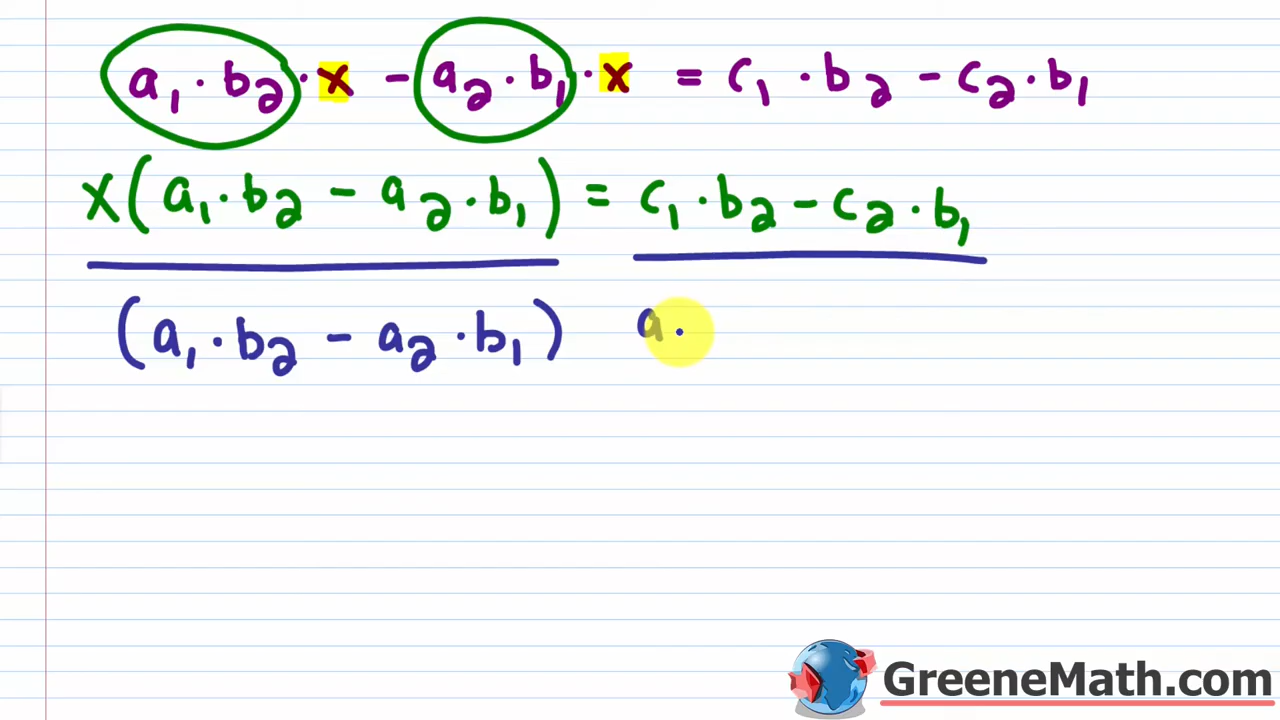 a₁ · b₂ · x − a₂ · b₁ · x = c₁ · b₂ − c₂ · b₁
x(a₁ · b₂ − a₂ · b₁) = c₁ · b₂ − c₂ · b₁
(a₁ · b₂ − a₂ · b₁) a
GreeneMath.com